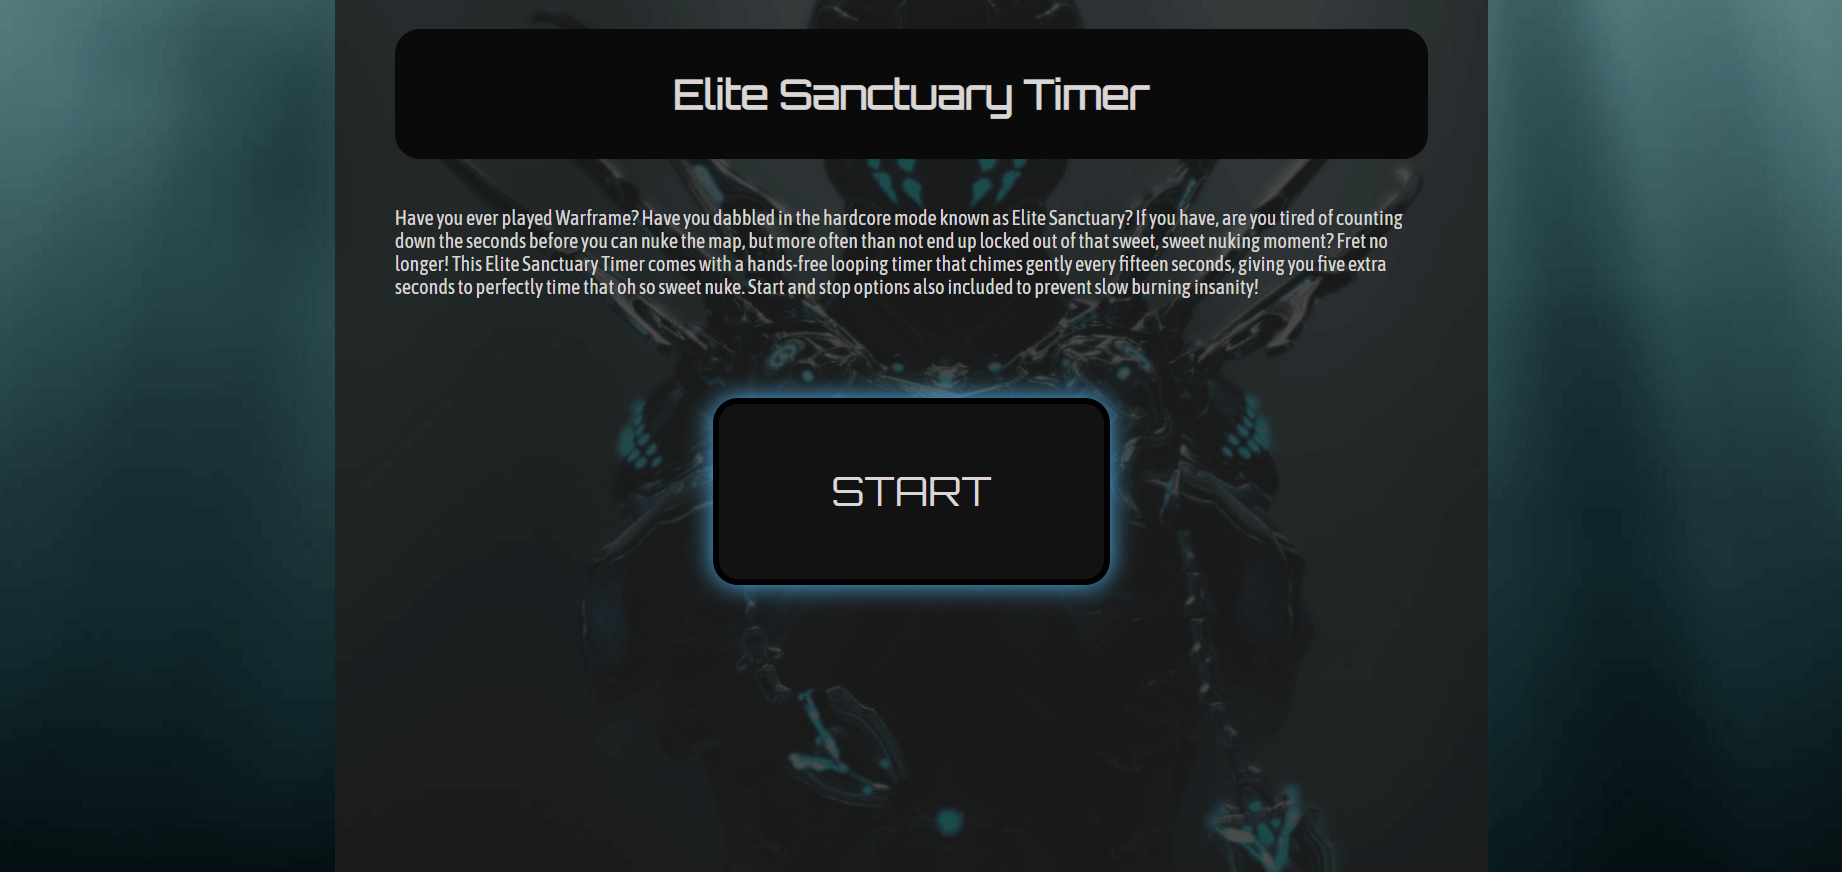 Elite Sanctuary Timer
Have you ever played Warframe? Have you dabbled in the hardcore mode known as Elite Sanctuary? If you have, are you tired of counting
down the seconds before you can nuke the map, but more often than not end up locked out of that sweet, sweet nuking moment? Fret no
longer! This Elite Sanctuary Timer comes with a hands-free looping timer that chimes gently every fifteen seconds, giving you five extra
seconds to perfectly time that oh so sweet nuke. Start and stop options also included to prevent slow burning insanity!
START